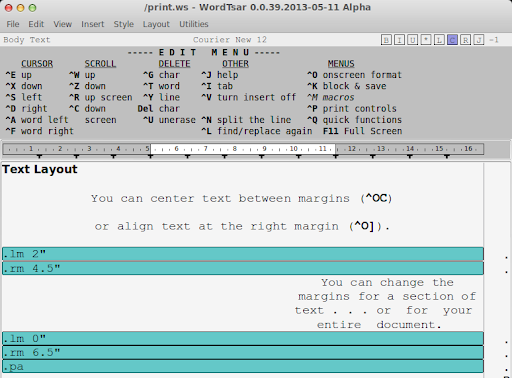 /print.ws - WordTsar 0.0.39.2013-05-11 Alpha
File Edit View Insert Style Layout Utilities
Body Text Courier New 12 B I U * L C R J ~1
----- E D I T M E N U -----
CURSOR SCROLL DELETE OTHER MENUS
^E up ^W up ^G char ^J help ^O onscreen format
^X down ^Z down ^T word ^I tab ^K block & save
^S left ^R up screen ^Y line ^V turn insert off ^M macros
^D right ^C down Del char ^P print controls
^A word left screen ^U unerase ^N split the line ^Q quick functions
^F word right ^L find/replace again F11 Full Screen
1 2 3 4 5 6 7 8 9 10 11 12 13 14 15 16
Text Layout
You can center text between margins (^OC)
or align text at the right margin (^O]).
.lm 2"
.rm 4.5"
You can change the
margins for a section of
text . . . or for your
entire document.
.lm 0"
.rm 6.5"
.pa